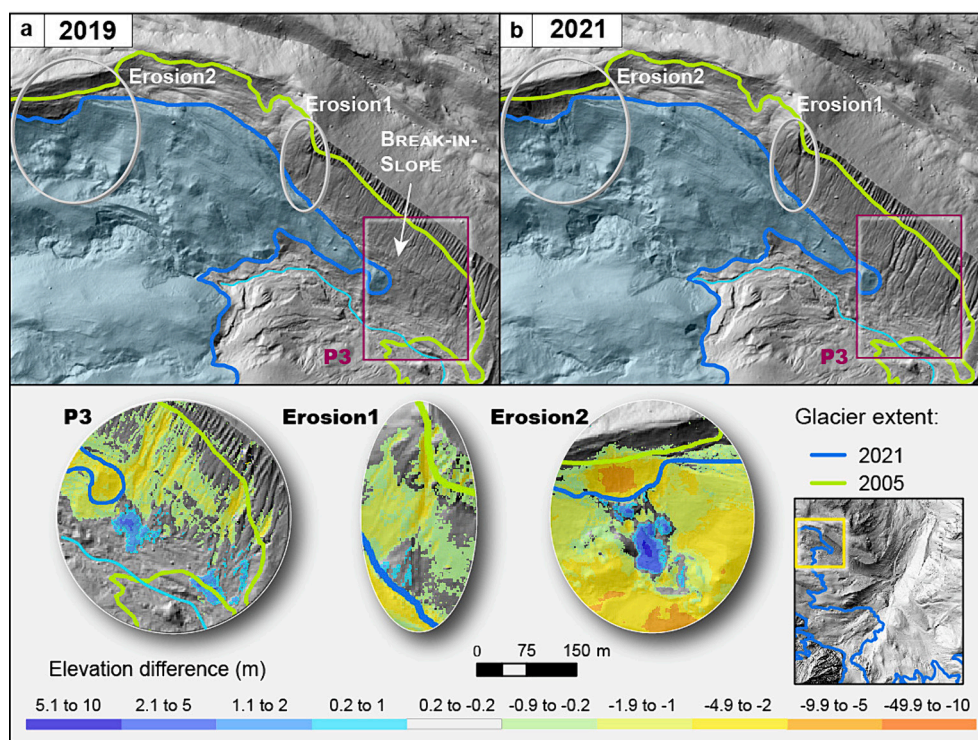 a 2019
Erosion2
Erosion1
BREAK-IN-
SLOPE
P3
b 2021
Erosion2
Erosion1
P3
P3
Erosion1
Erosion2
Glacier extent:
2021
2005
0 75 150 m
Elevation difference (m)
5.1 to 10 2.1 to 5 1.1 to 2 0.2 to 1 0.2 to -0.2 -0.9 to -0.2 -1.9 to -1 -4.9 to -2 -9.9 to -5 -49.9 to -10